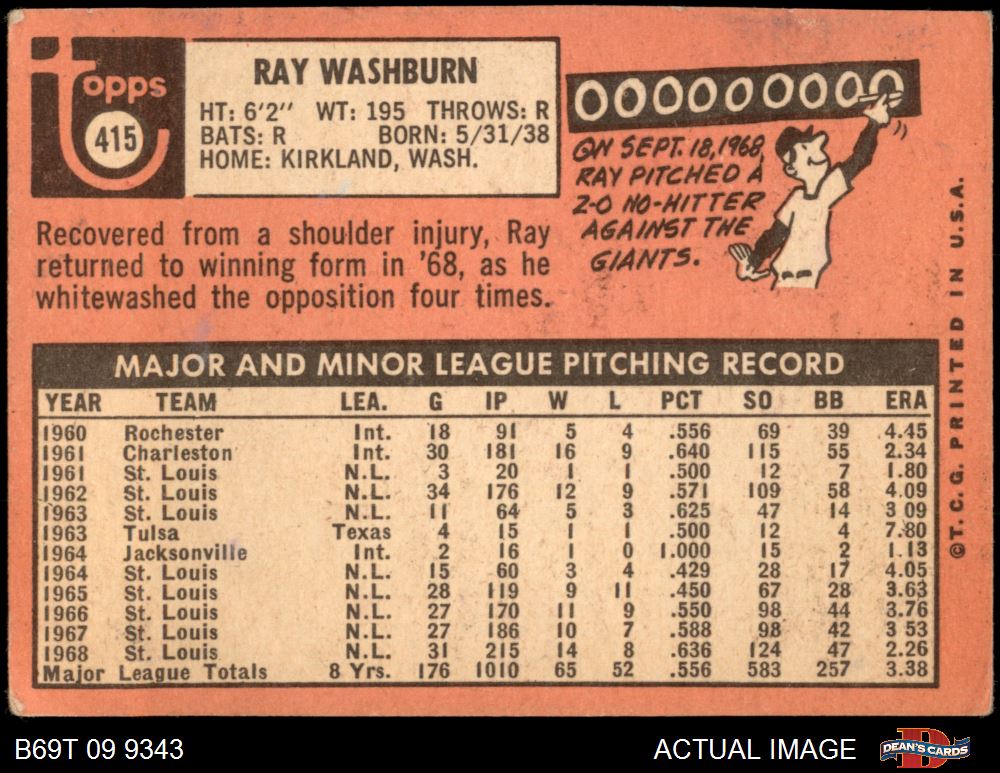 Topps
415
RAY WASHBURN
HT: 6'2" WT: 195 THROWS: R
BATS: R BORN: 5/31/38
HOME: KIRKLAND, WASH.
000000000
ON SEPT. 18, 1968,
RAY PITCHED A
2-0 NO-HITTER
AGAINST THE
GIANTS.
Recovered from a shoulder injury, Ray
returned to winning form in '68, as he
whitewashed the opposition four times.
MAJOR AND MINOR LEAGUE PITCHING RECORD
YEAR TEAM LEA. G IP W L PCT SO BB ERA
1960 Rochester Int. 18 91 5 4 .556 69 39 4.45
1961 Charleston Int. 30 181 16 9 .640 115 55 2.34
1961 St. Louis N.L. 3 20 1 1 .500 12 7 1.80
1962 St. Louis N.L. 34 176 12 9 .571 109 58 4.09
1963 St. Louis N.L. 11 64 5 3 .625 47 14 3 09
1963 Tulsa Texas 4 15 1 1 .500 12 4 7.80
1964 Jacksonville Int. 2 16 1 0 1.000 15 2 1.13
1964 St. Louis N.L. 15 60 3 4 .429 28 17 4.05
1965 St. Louis N.L. 28 119 9 11 .450 67 28 3.63
1966 St. Louis N.L. 27 170 11 9 .550 98 44 3.76
1967 St. Louis N.L. 27 186 10 7 .588 98 42 3 53
1968 St. Louis N.L. 31 215 14 8 .636 124 47 2.26
Major League Totals 8 Yrs. 176 1010 65 52 .556 583 257 3.38
© T. C. G. PRINTED IN U.S.A.
B69T 09 9343
ACTUAL IMAGE
DEAN'S CARDS